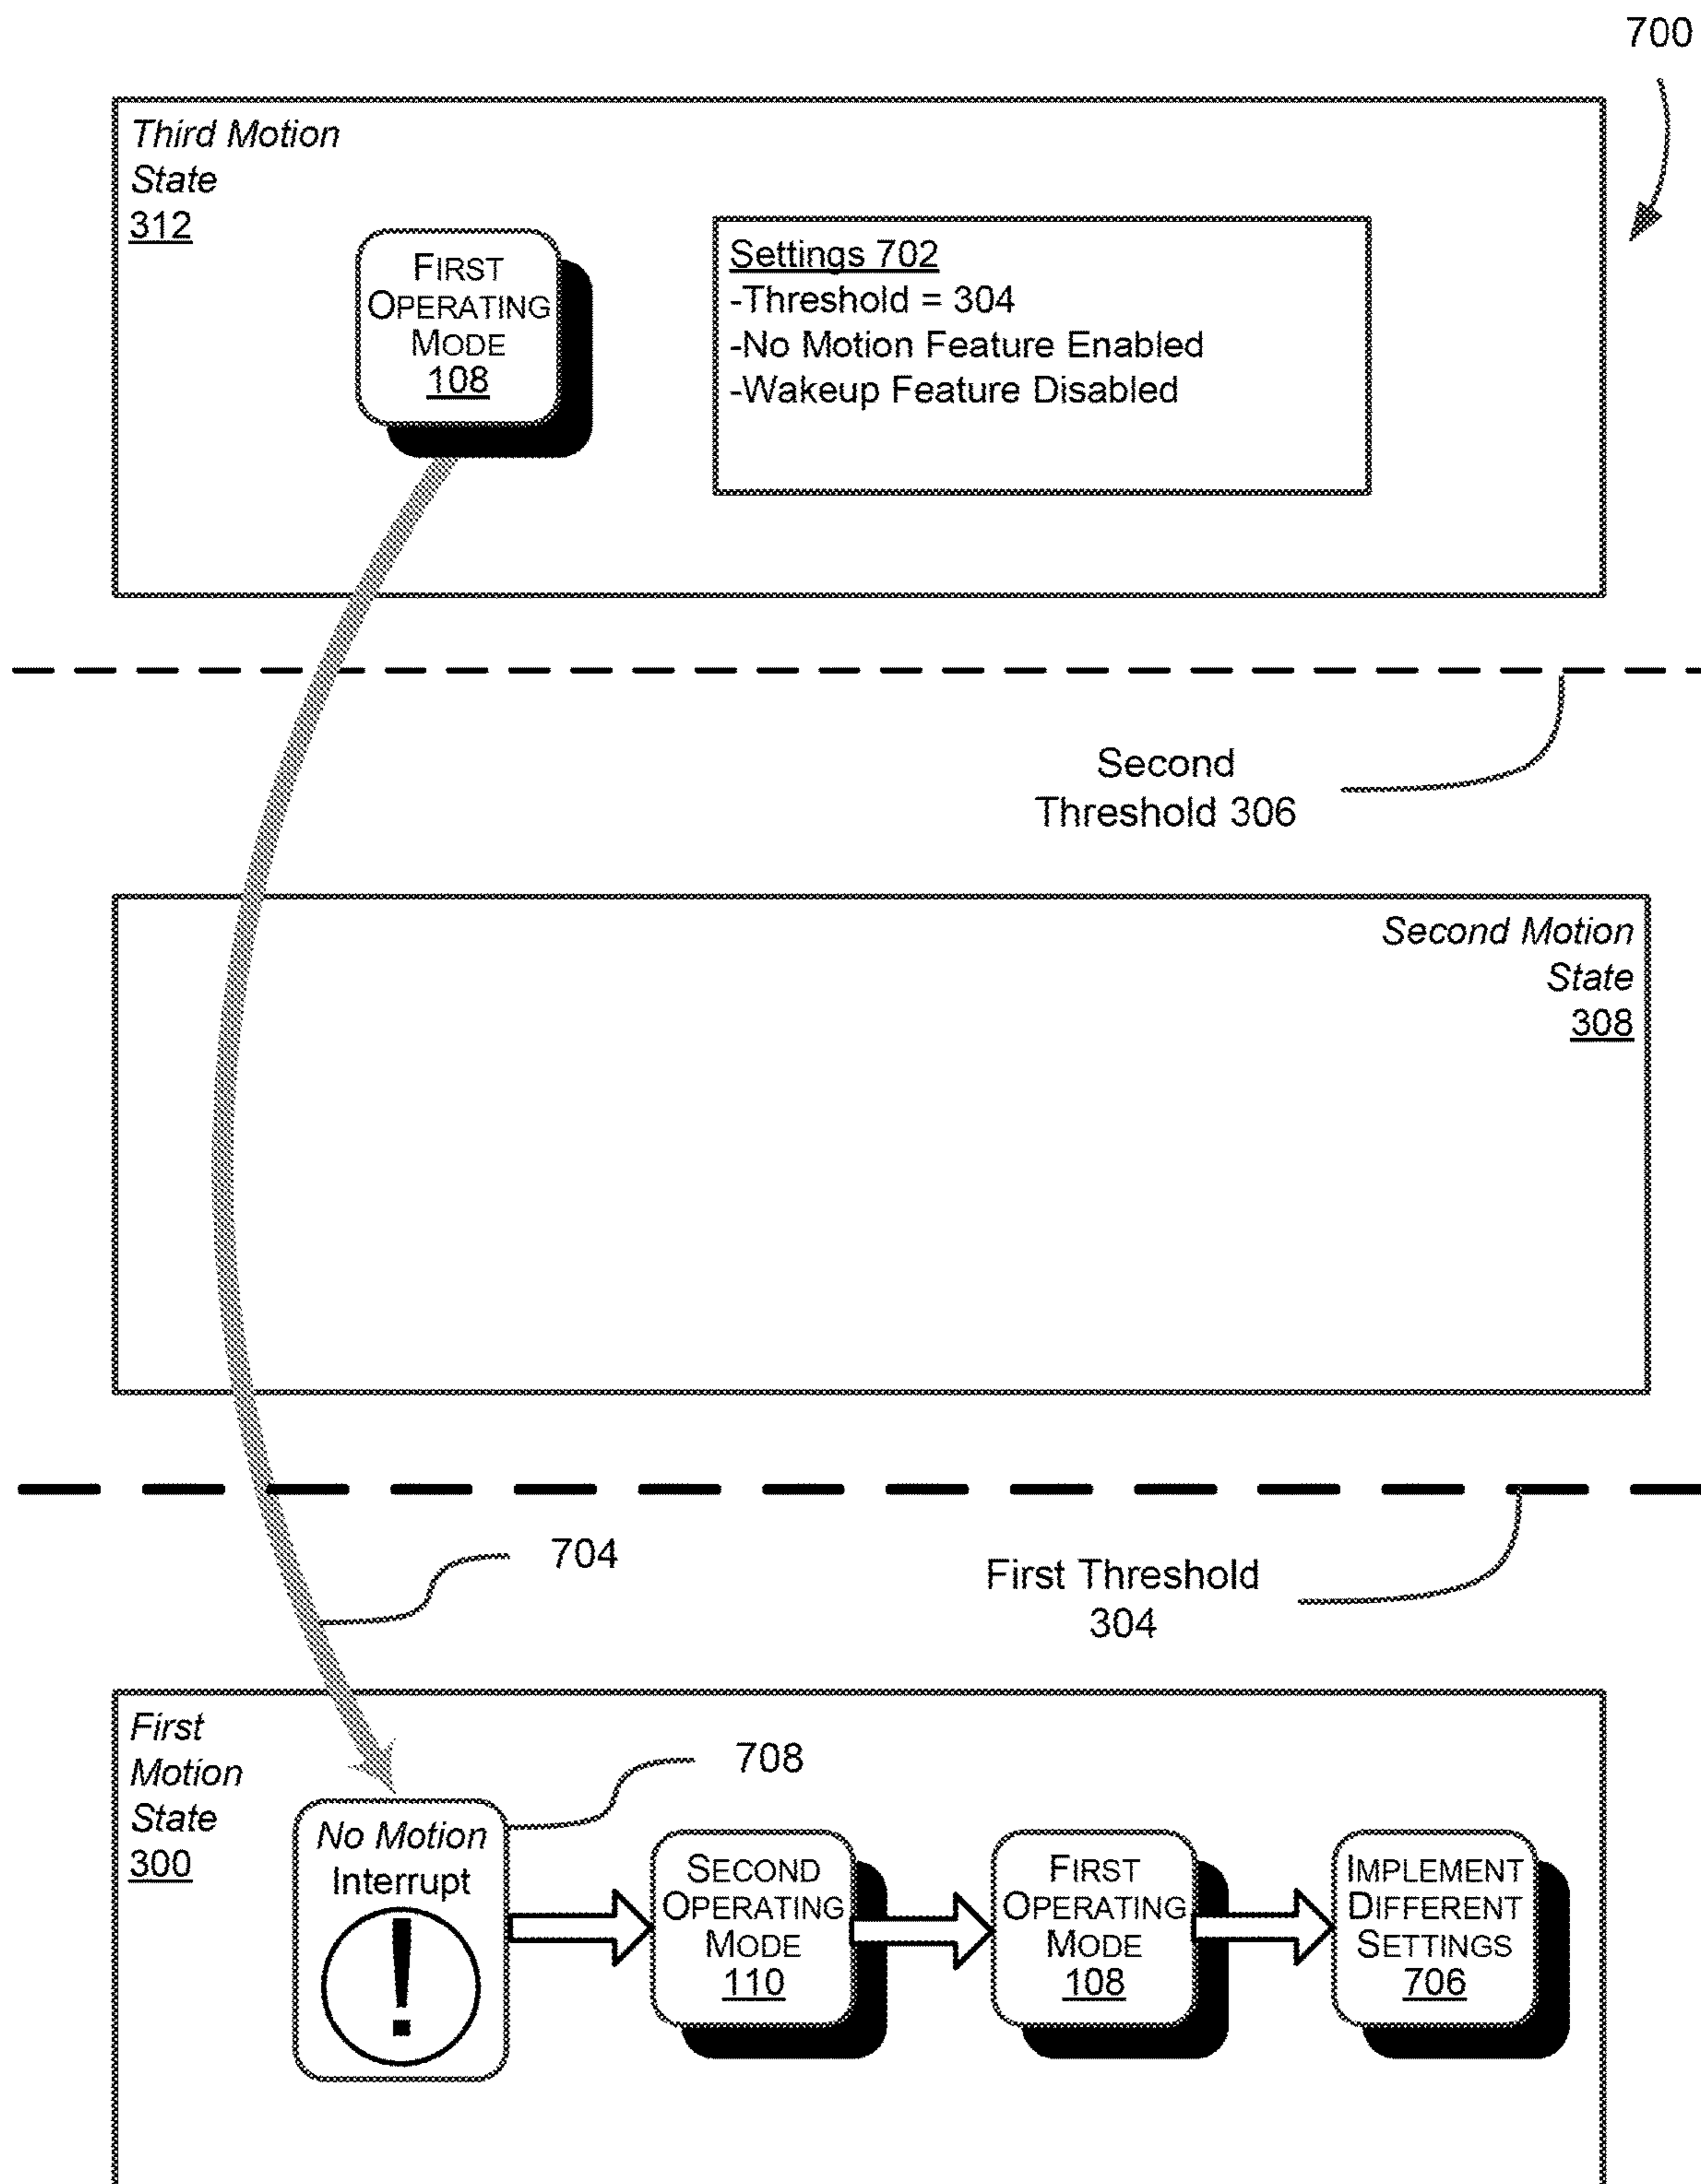 700
Third Motion
State
312
FIRST
OPERATING
MODE
108
Settings 702
-Threshold = 304
-No Motion Feature Enabled
-Wakeup Feature Disabled
Second
Threshold 306
Second Motion
State
308
704
First Threshold
304
First
Motion
State
300
708
No Motion
Interrupt
!
SECOND
OPERATING
MODE
110
FIRST
OPERATING
MODE
108
IMPLEMENT
DIFFERENT
SETTINGS
706